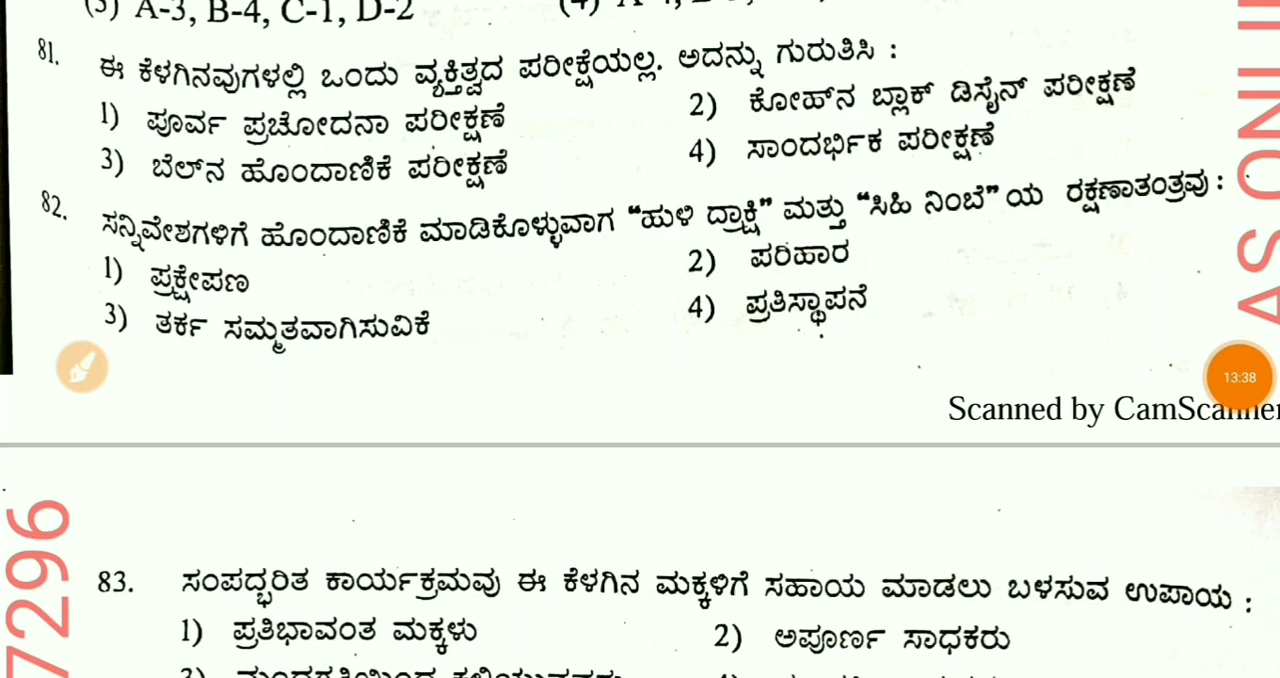 (3) A-3, B-4, C-1, D-2
81. ಈ ಕೆಳಗಿನವುಗಳಲ್ಲಿ ಒಂದು ವ್ಯಕ್ತಿತ್ವದ ಪರೀಕ್ಷೆಯಲ್ಲ. ಅದನ್ನು ಗುರುತಿಸಿ :
1) ಪೂರ್ವ ಪ್ರಚೋದನಾ ಪರೀಕ್ಷಣೆ 2) ಕೋಹ್‌ನ ಬ್ಲಾಕ್ ಡಿಸೈನ್ ಪರೀಕ್ಷಣೆ
3) ಬೆಲ್‌ನ ಹೊಂದಾಣಿಕೆ ಪರೀಕ್ಷಣೆ 4) ಸಾಂದರ್ಭಿಕ ಪರೀಕ್ಷಣೆ
82. ಸನ್ನಿವೇಶಗಳಿಗೆ ಹೊಂದಾಣಿಕೆ ಮಾಡಿಕೊಳ್ಳುವಾಗ “ಹುಳಿ ದ್ರಾಕ್ಷಿ” ಮತ್ತು “ಸಿಹಿ ನಿಂಬೆ” ಯ ರಕ್ಷಣಾತಂತ್ರವು :
1) ಪ್ರಕ್ಷೇಪಣ 2) ಪರಿಹಾರ
3) ತರ್ಕ ಸಮ್ಮತವಾಗಿಸುವಿಕೆ 4) ಪ್ರತಿಸ್ಥಾಪನೆ
13:38
Scanned by CamScanner
83. ಸಂಪದ್ಭರಿತ ಕಾರ್ಯಕ್ರಮವು ಈ ಕೆಳಗಿನ ಮಕ್ಕಳಿಗೆ ಸಹಾಯ ಮಾಡಲು ಬಳಸುವ ಉಪಾಯ :
1) ಪ್ರತಿಭಾವಂತ ಮಕ್ಕಳು 2) ಅಪೂರ್ಣ ಸಾಧಕರು
7296